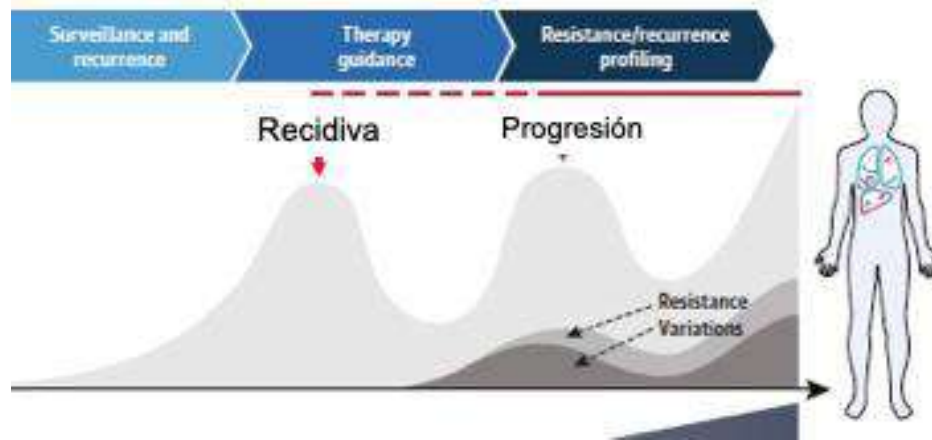 Surveillance and
recurrence
Therapy
guidance
Resistance/recurrence
profiling
Recidiva
Progresión
Resistance
Variations